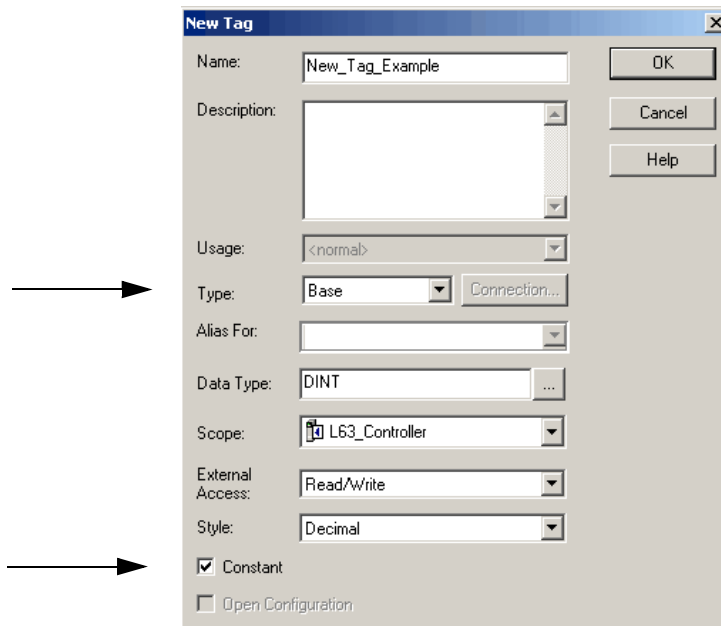 New Tag
Name: New_Tag_Example
OK
Description:
Cancel
Help
Usage: <normal>
Type: Base Connection...
Alias For:
Data Type: DINT ...
Scope: L63_Controller
External
Access: Read/Write
Style: Decimal
Constant
Open Configuration